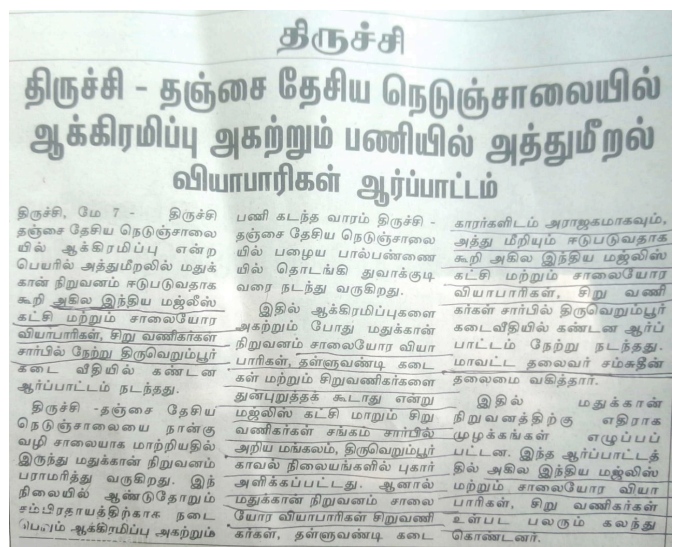 திருச்சி
திருச்சி - தஞ்சை தேசிய நெடுஞ்சாலையில்
ஆக்கிரமிப்பு அகற்றும் பணியில் அத்துமீறல்
வியாபாரிகள் ஆர்ப்பாட்டம்
திருச்சி, மே 7 - திருச்சி
தஞ்சை தேசிய நெடுஞ்சாலை
யில் ஆக்கிரமிப்பு என்ற
பெயரில் அத்துமீறலில் மதுக்
கான் நிறுவனம் ஈடுபடுவதாக
கூறி அகில இந்திய மஜ்லீஸ்
கட்சி மற்றும் சாலையோர
வியாபாரிகள், சிறு வணிகர்கள்
சார்பில் நேற்று திருவெறும்பூர்
கடை வீதியில் கண்டன
ஆர்ப்பாட்டம் நடந்தது.
திருச்சி -தஞ்சை தேசிய
நெடுஞ்சாலையை நான்கு
வழி சாலையாக மாற்றியதில்
இருந்து மதுக்கான் நிறுவனம்
பராமரித்து வருகிறது. இந்
நிலையில் ஆண்டுதோறும்
சம்பிரதாயத்திற்காக நடை
பெறும் ஆக்கிரமிப்பு அகற்றும்
பணி கடந்த வாரம் திருச்சி -
தஞ்சை தேசிய நெடுஞ்சாலை
யில் பழைய பால்பண்ணை
யில் தொடங்கி துவாக்குடி
வரை நடந்து வருகிறது.
இதில் ஆக்கிரமிப்புகளை
அகற்றும் போது மதுக்கான்
நிறுவனம் சாலையோர வியா
பாரிகள், தள்ளுவண்டி கடை
கள் மற்றும் சிறுவணிகர்களை
துன்புறுத்தக் கூடாது என்று
மஜ்லிஸ் கட்சி மாறும் சிறு
வணிகர்கள் சங்கம் சார்பில்
அறிய மங்கலம், திருவெறும்பூர்
காவல் நிலையங்களில் புகார்
அளிக்கப்பட்டது. ஆனால்
மதுக்கான் நிறுவனம் சாலை
யோர வியாபாரிகள் சிறுவணி
கர்கள், தள்ளுவண்டி கடை
காரர்களிடம் அராஜகமாகவும்,
அத்து மீறியும் ஈடுபடுவதாக
கூறி அகில இந்திய மஜ்லிஸ்
கட்சி மற்றும் சாலையோர
வியாபாரிகள், சிறு வணி
கர்கள் சார்பில் திருவெறும்பூர்
கடைவீதியில் கண்டன ஆர்ப்
பாட்டம் நேற்று நடந்தது.
மாவட்ட தலைவர் சம்சுதீன்
தலைமை வகித்தார்.
இதில் மதுக்கான்
நிறுவனத்திற்கு எதிராக
முழக்கங்கள் எழுப்பப்
பட்டன. இந்த ஆர்ப்பாட்டத்
தில் அகில இந்திய மஜ்லிஸ்
மற்றும் சாலையோர வியா
பாரிகள், சிறு வணிகர்கள்
உள்பட பலரும் கலந்து
கொண்டனர்.